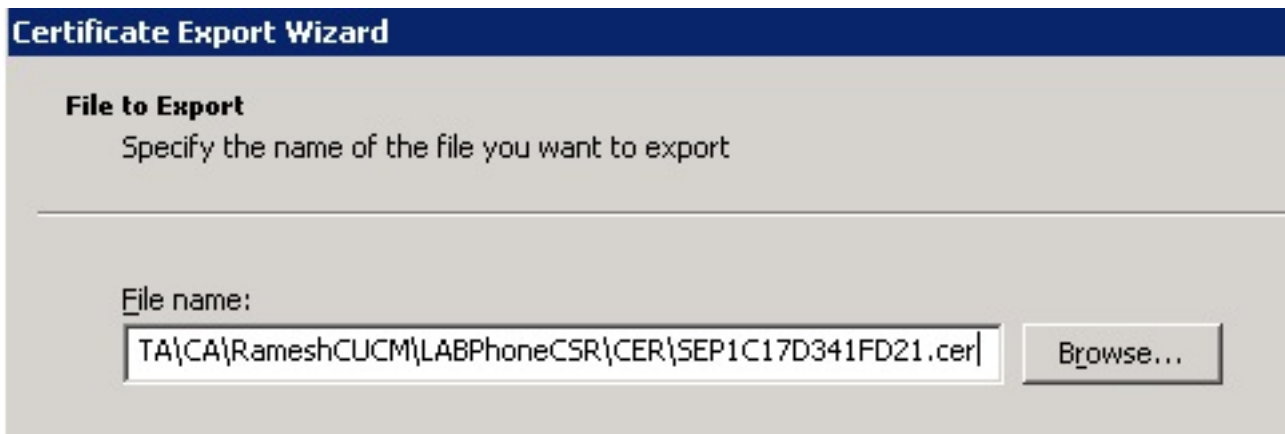 Certificate Export Wizard
File to Export
Specify the name of the file you want to export
File name:
TA\CA\RameshCUCM\LABPhoneCSR\CER\SEP1C17D341FD21.cer
Browse...